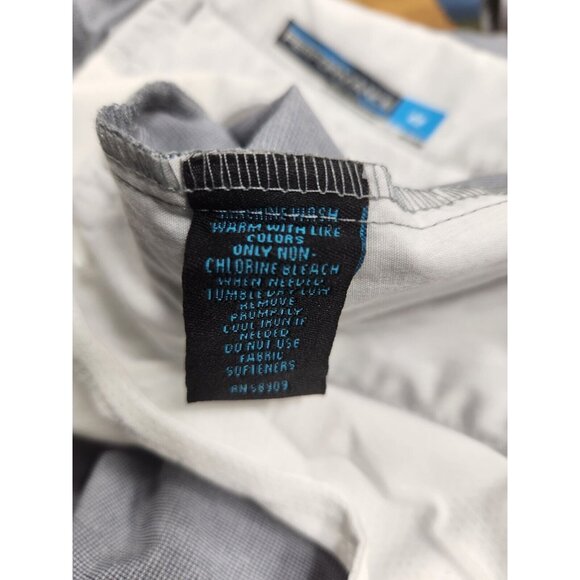 MACHINE WASH
WARM WITH LIKE
COLORS
ONLY NON-
CHLORINE BLEACH
WHEN NEEDED
TUMBLE DRY LOW
REMOVE
PROMPTLY
COOL IRON IF
NEEDED
DO NOT USE
FABRIC
SOFTENERS
RN 58909